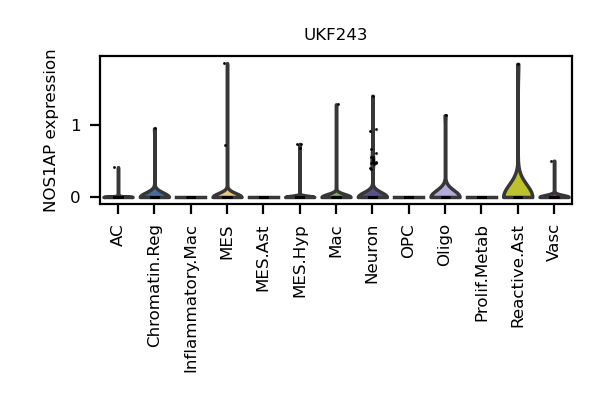 UKF243
NOS1AP expression
1
0
AC
Chromatin.Reg
Inflammatory.Mac
MES
MES.Ast
MES.Hyp
Mac
Neuron
OPC
Oligo
Prolif.Metab
Reactive.Ast
Vasc